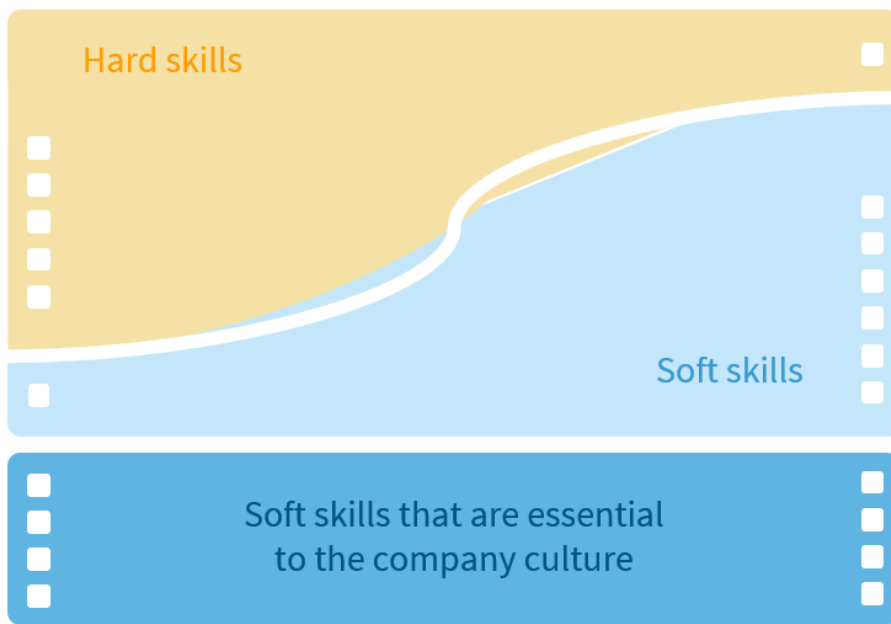 Hard skills
Soft skills
Soft skills that are essential
to the company culture